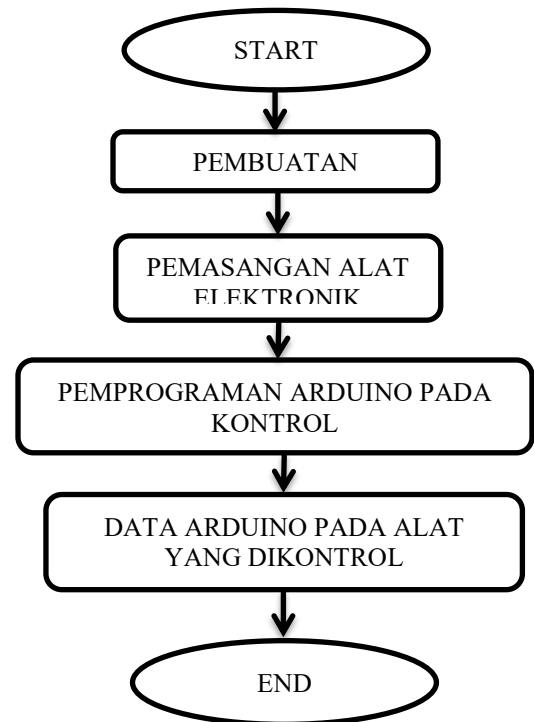 START
PEMBUATAN
PEMASANGAN ALAT
ELEKTRONIK
PEMPROGRAMAN ARDUINO PADA
KONTROL
DATA ARDUINO PADA ALAT
YANG DIKONTROL
END